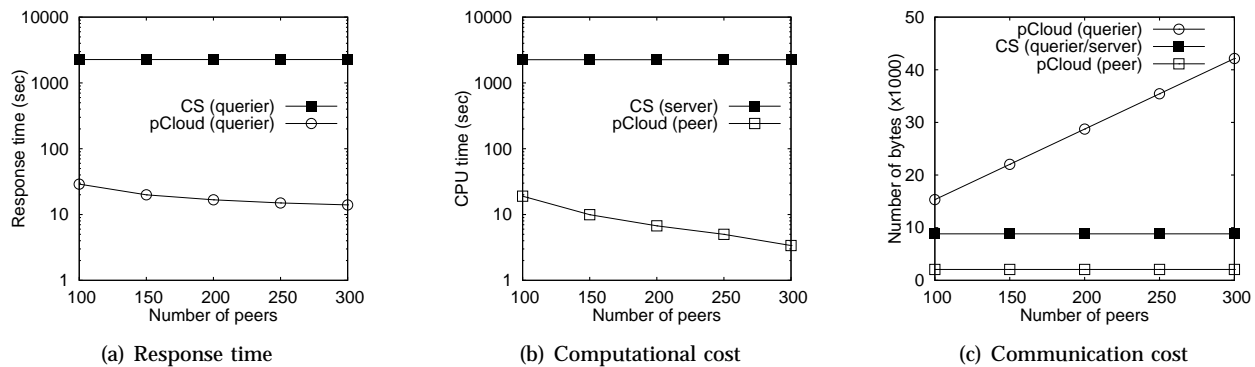 10000
1000
100
10
1
Response time (sec)
CS (querier)
pCloud (querier)
100 150 200 250 300
Number of peers
(a) Response time
10000
1000
100
10
1
CPU time (sec)
CS (server)
pCloud (peer)
100 150 200 250 300
Number of peers
(b) Computational cost
50
40
30
20
10
0
Number of bytes (x1000)
pCloud (querier)
CS (querier/server)
pCloud (peer)
100 150 200 250 300
Number of peers
(c) Communication cost